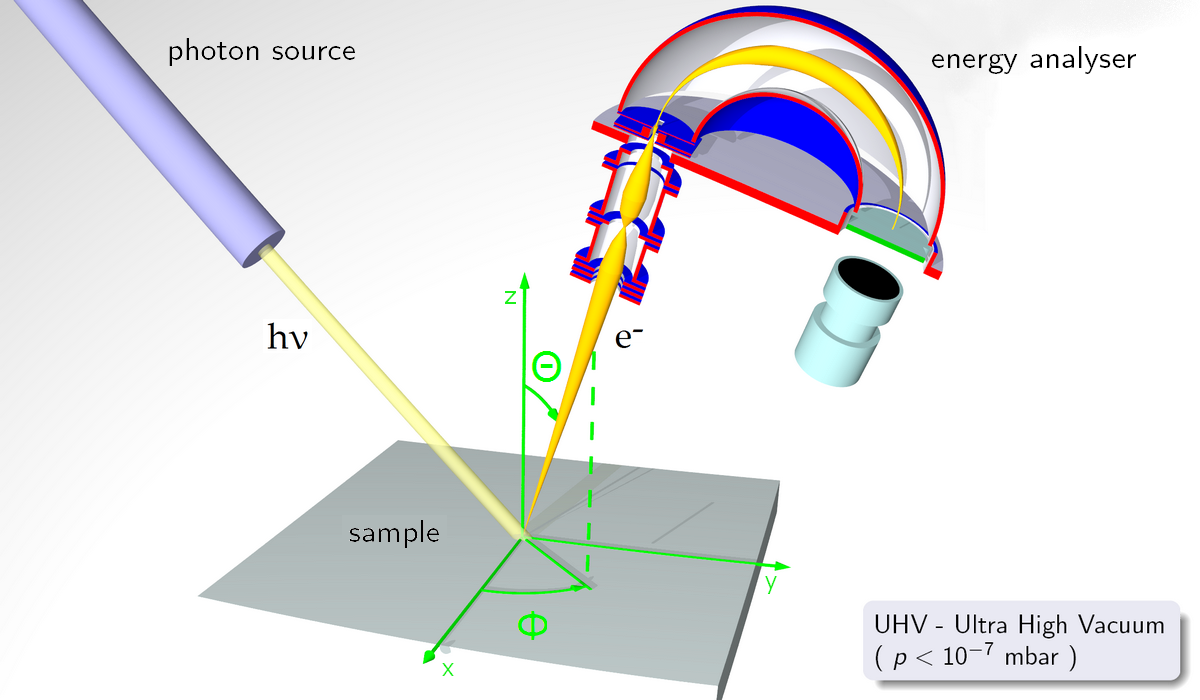 photon source
energy analyser
hν
e⁻
z
Θ
sample
y
Φ
x
UHV - Ultra High Vacuum
( p < 10⁻⁷ mbar )